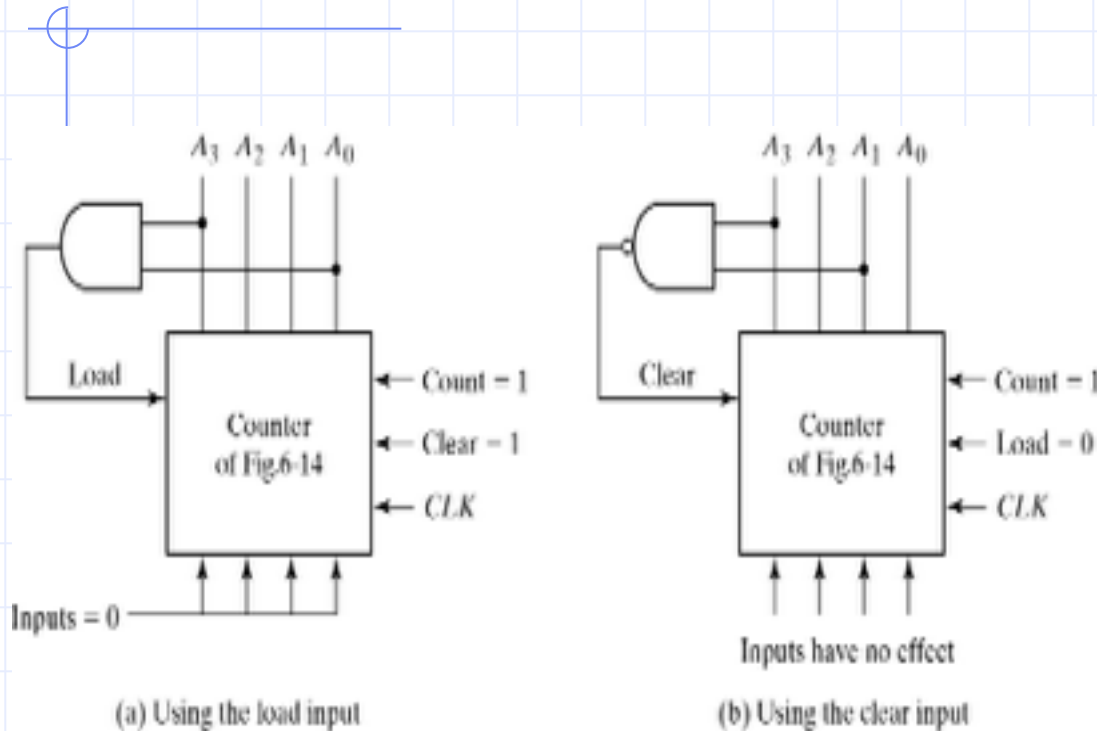 A₃ A₂ A₁ A₀
Load
Counter
of Fig.6-14
Count = 1
Clear = 1
CLK
Inputs = 0
(a) Using the load input
A₃ A₂ A₁ A₀
Clear
Counter
of Fig.6-14
Count = 1
Load = 0
CLK
Inputs have no effect
(b) Using the clear input